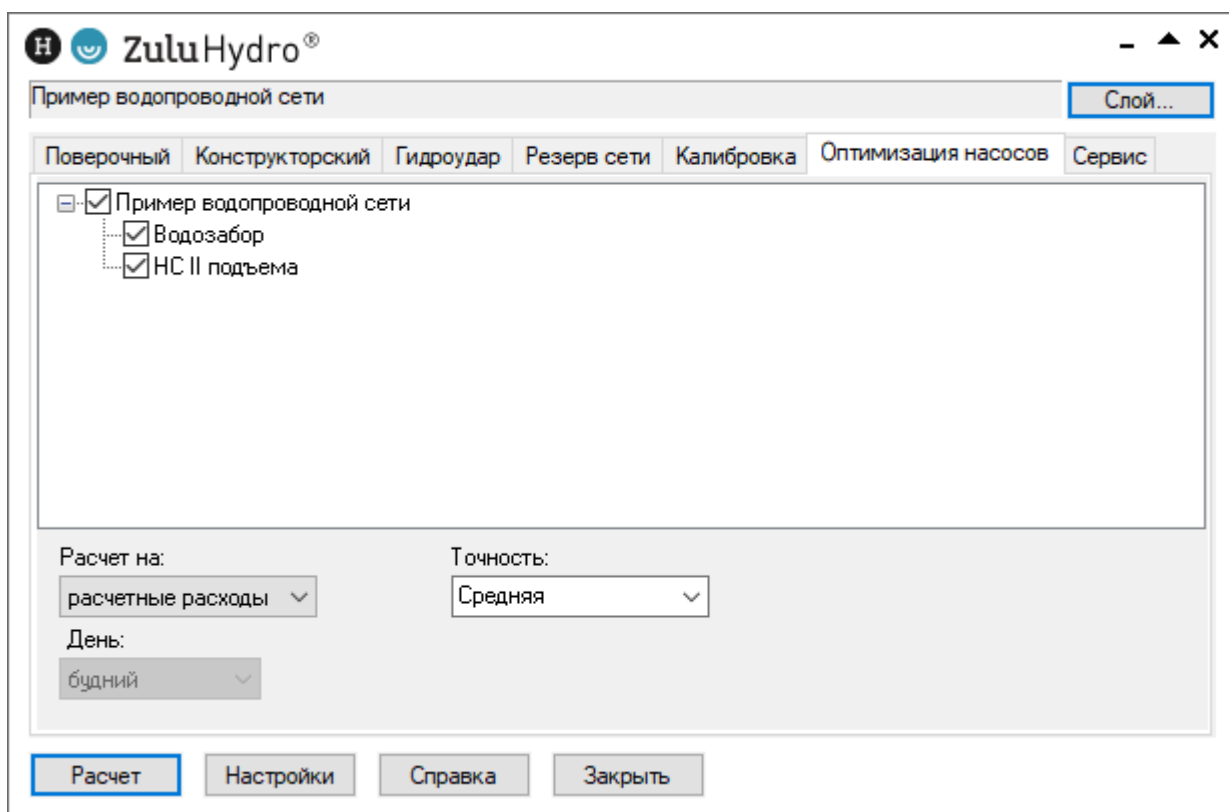 H ZuluHydro®
Пример водопроводной сети Слой...
Поверочный Конструкторский Гидроудар Резерв сети Калибровка Оптимизация насосов Сервис
Пример водопроводной сети
Водозабор
НС II подъема
Расчет на: Точность:
расчетные расходы Средняя
День:
будний
Расчет Настройки Справка Закрыть